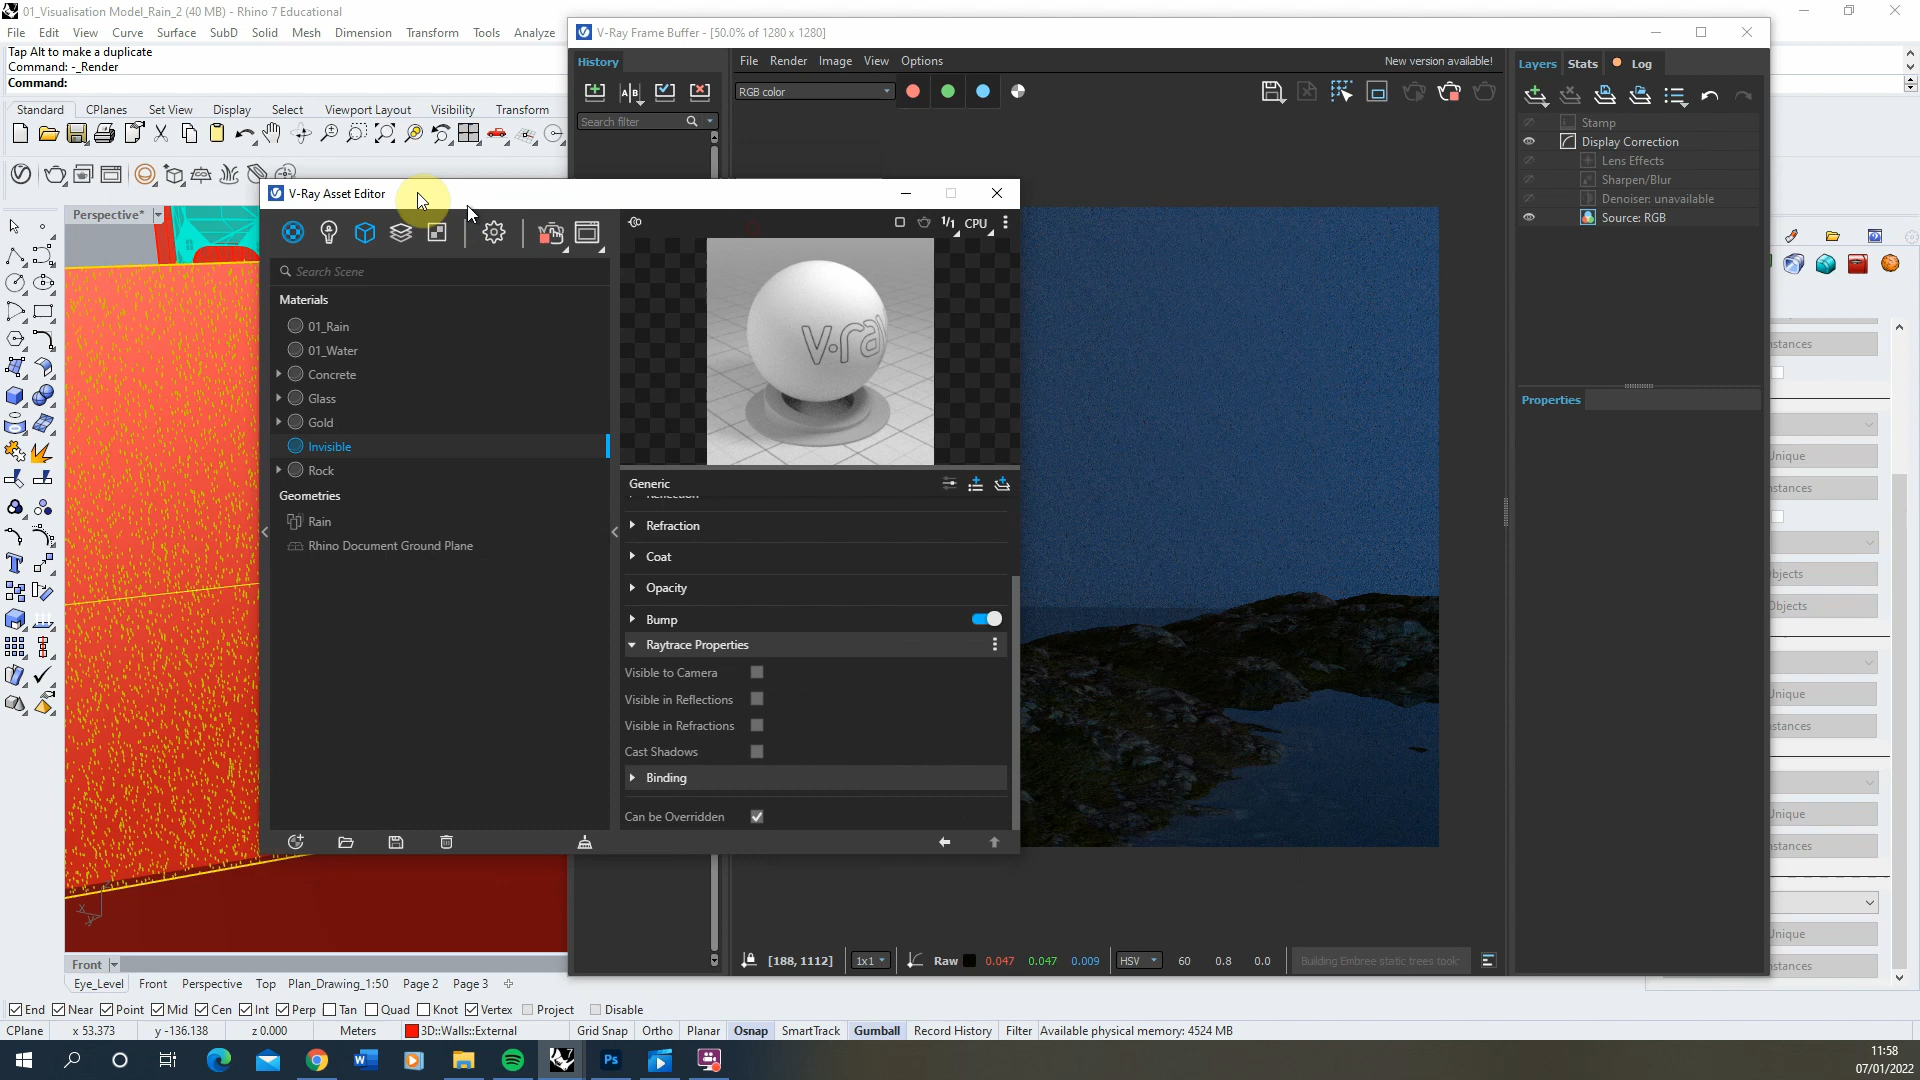 01_Visualisation Model_Rain_2 (40 MB) - Rhino 7 Educational
File Edit View Curve Surface SubD Solid Mesh Dimension Transform Tools Analyze
Tap Alt to make a duplicate
Command: -_Render
Command:
Standard CPlanes Set View Display Select Viewport Layout Visibility Transform
Perspective*
V-Ray Frame Buffer - [50.0% of 1280 x 1280]
History
File Render Image View Options
New version available!
RGB color
Search filter
Layers Stats Log
Stamp
Display Correction
Lens Effects
Sharpen/Blur
Denoiser: unavailable
Source: RGB
Properties
V-Ray Asset Editor
Search Scene
Materials
01_Rain
01_Water
Concrete
Glass
Gold
Invisible
Rock
Geometries
Rain
Rhino Document Ground Plane
1/1 CPU
Generic
Refraction
Coat
Opacity
Bump
Raytrace Properties
Visible to Camera
Visible in Reflections
Visible in Refractions
Cast Shadows
Binding
Can be Overridden
[188, 1112] 1x1 Raw 0.047 0.047 0.009 HSV 60 0.8 0.0 Building Embree static trees took
Front
Eye_Level Front Perspective Top Plan_Drawing_1:50 Page 2 Page 3
End Near Point Mid Cen Int Perp Tan Quad Knot Vertex Project Disable
CPlane x 53.373 y -136.138 z 0.000 Meters 3D::Walls::External Grid Snap Ortho Planar Osnap SmartTrack Gumball Record History Filter Available physical memory: 4524 MB
11:58
07/01/2022